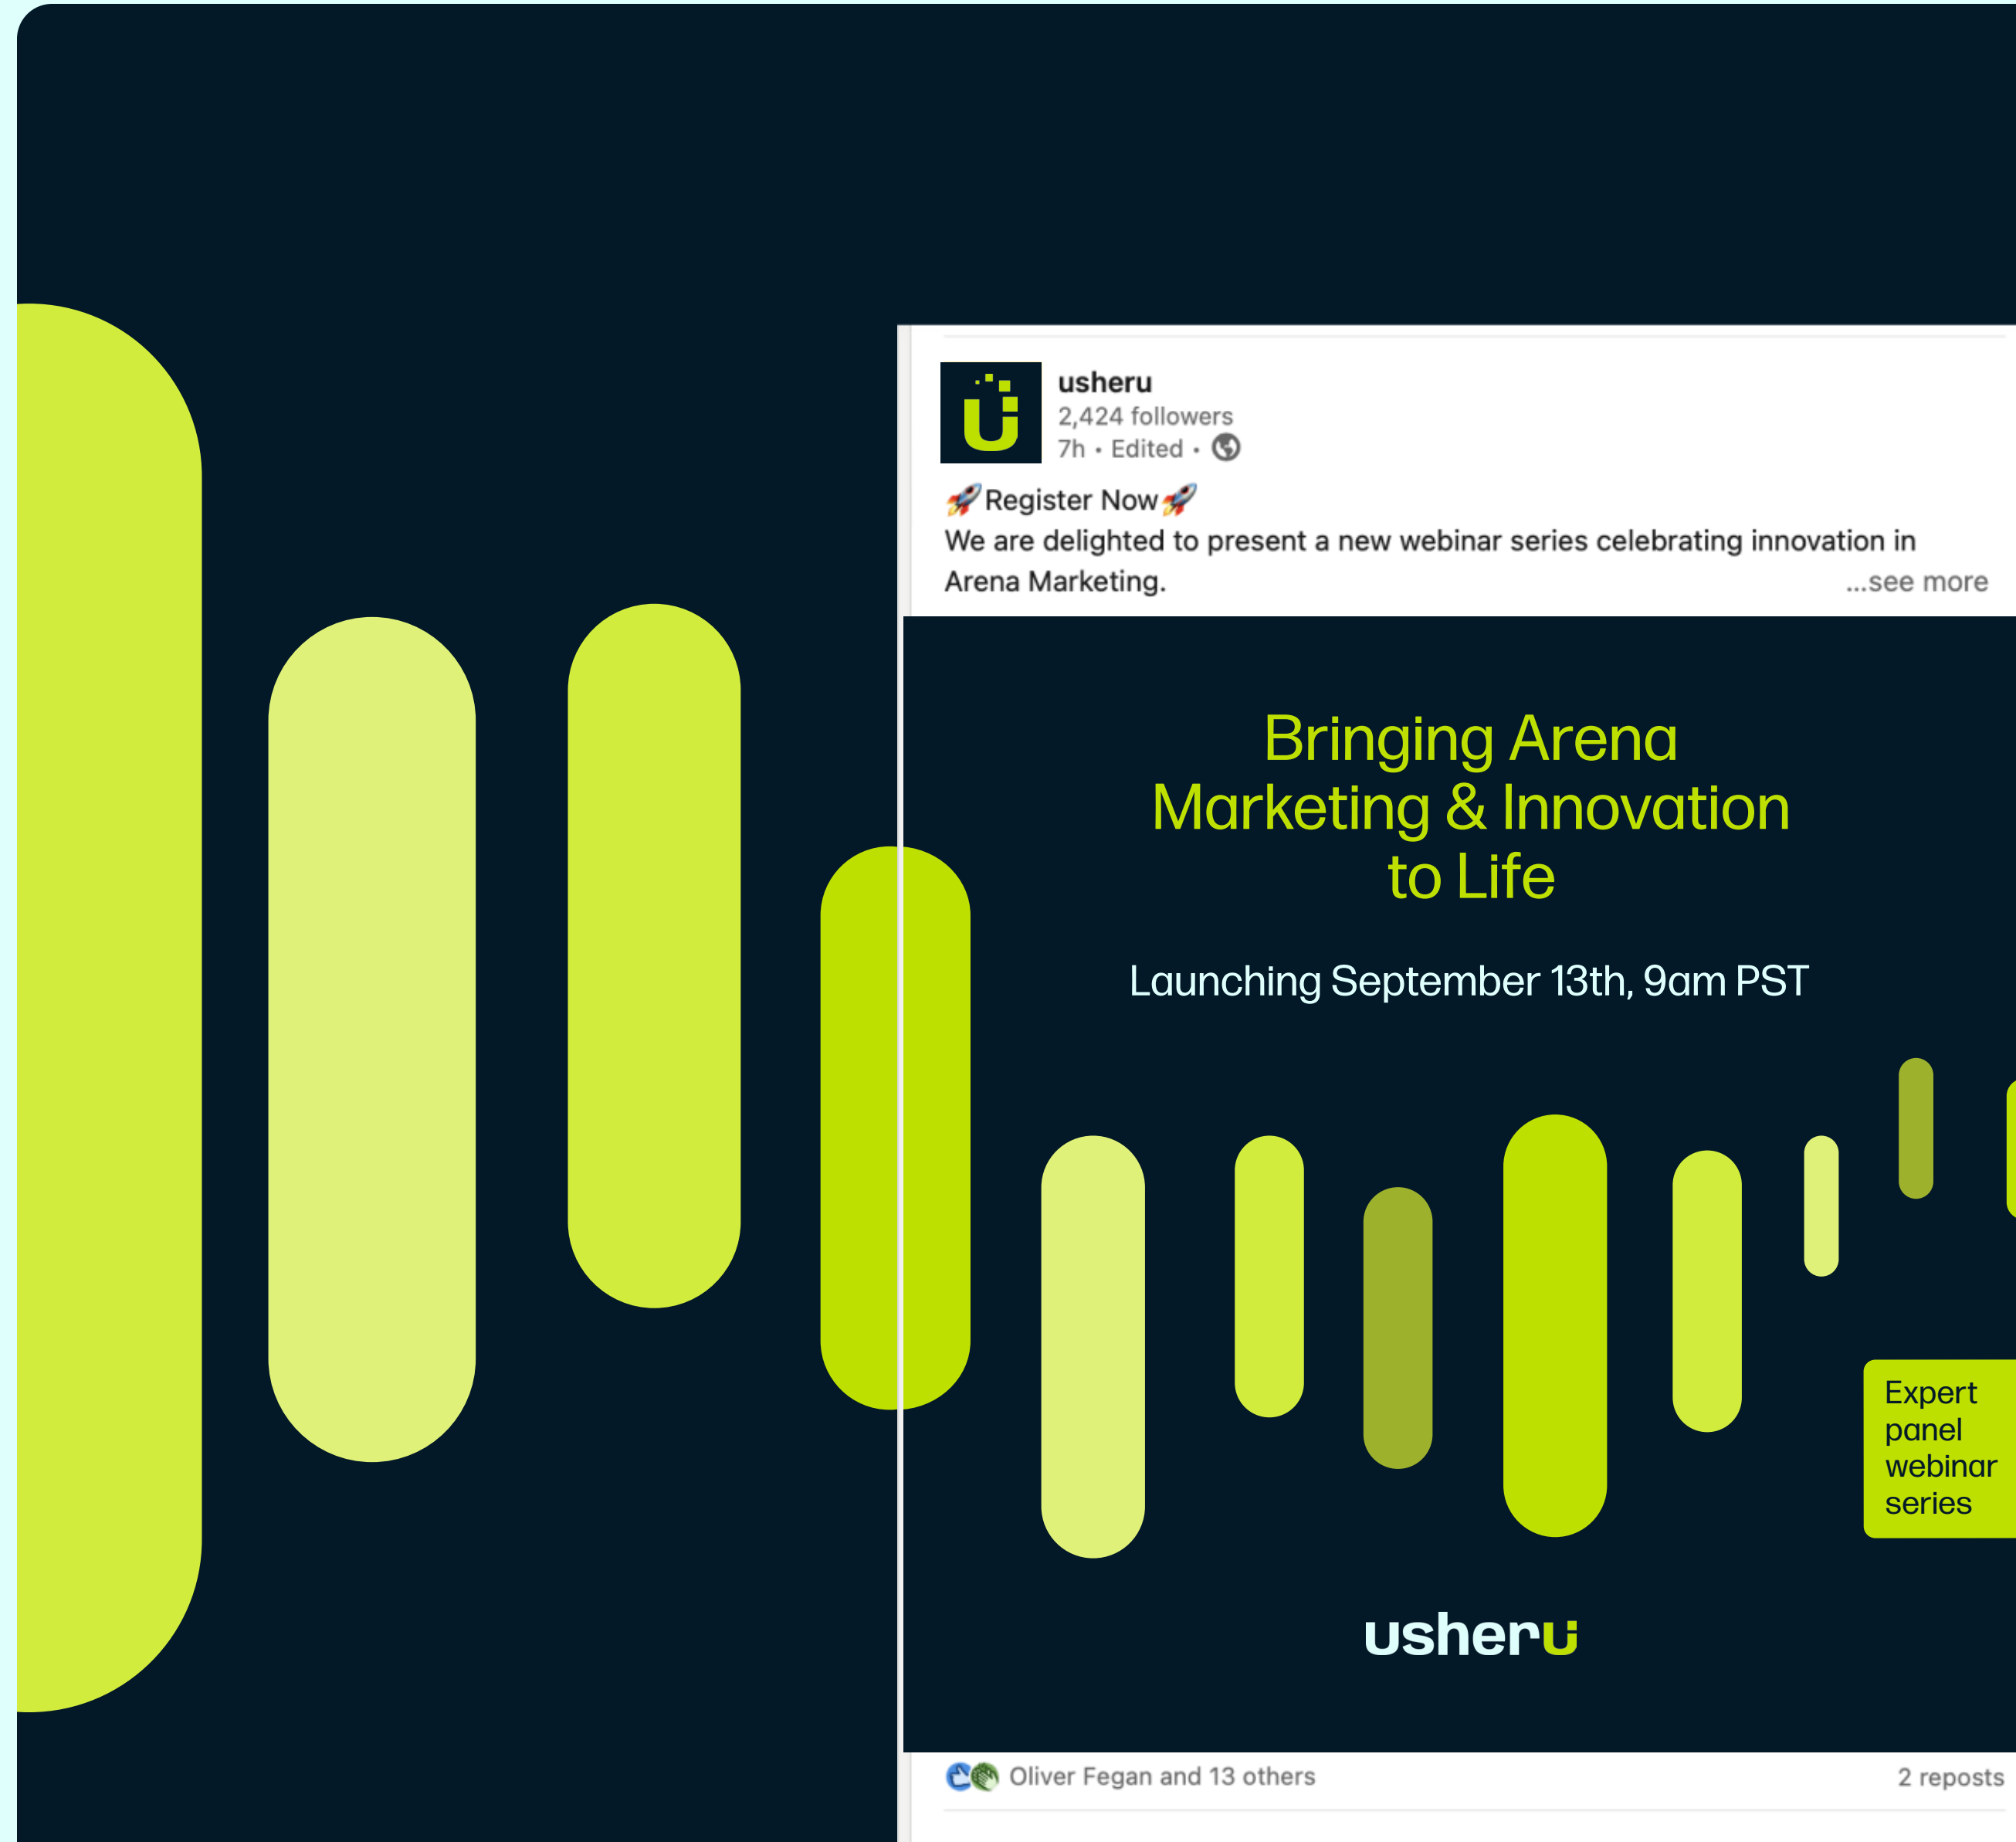 usheru
2,424 followers
7h • Edited •
🚀Register Now🚀
We are delighted to present a new webinar series celebrating innovation in
Arena Marketing.
...see more
Bringing Arena
Marketing & Innovation
to Life
Launching September 13th, 9am PST
Expert
panel
webinar
series
usheru
Oliver Fegan and 13 others
2 reposts